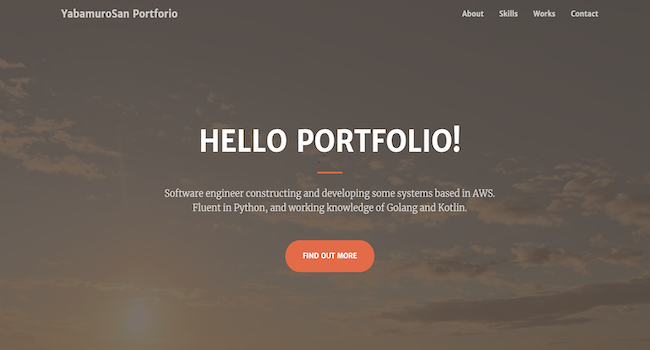 YabamuroSan Portforio
About Skills Works Contact
HELLO PORTFOLIO!
Software engineer constructing and developing some systems based in AWS.
Fluent in Python, and working knowledge of Golang and Kotlin.
FIND OUT MORE